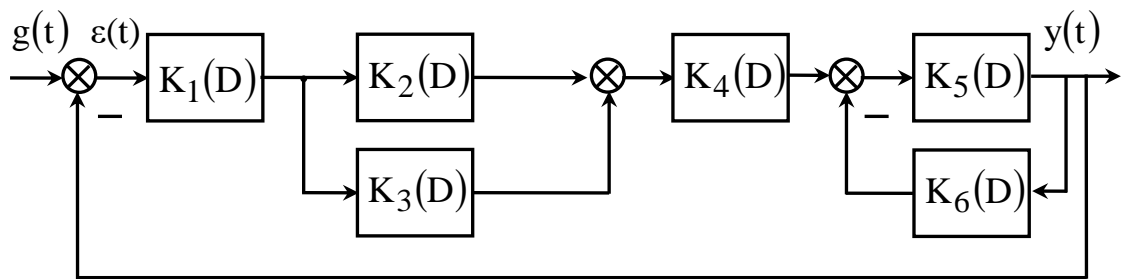 g(t)
ε(t)
y(t)
K₁(D)
K₂(D)
K₄(D)
K₅(D)
−
−
K₃(D)
K₆(D)